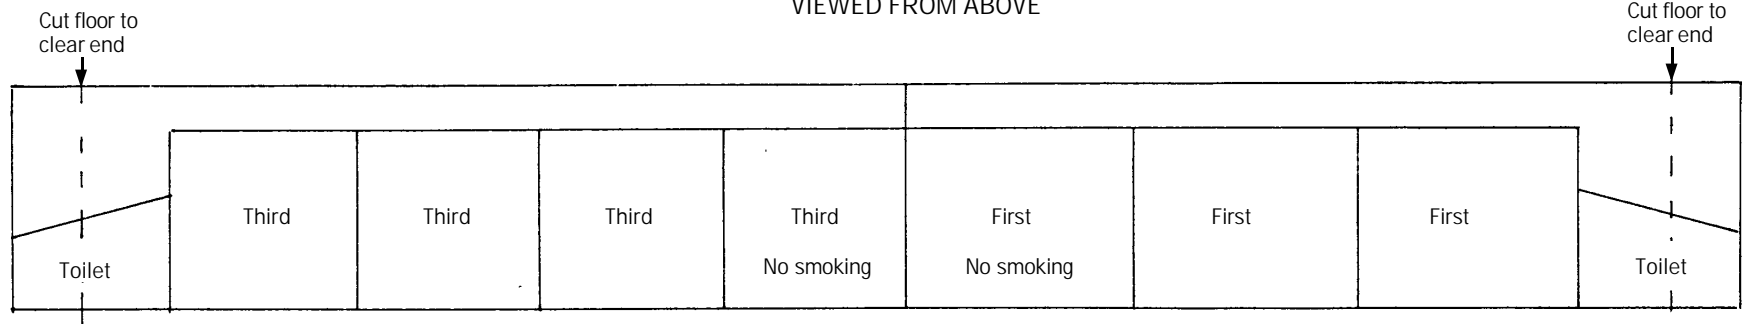 VIEWED FROM ABOVE
Cut floor to
clear end
Cut floor to
clear end
Third
Third
Third
Third
First
First
First
No smoking
No smoking
Toilet
Toilet